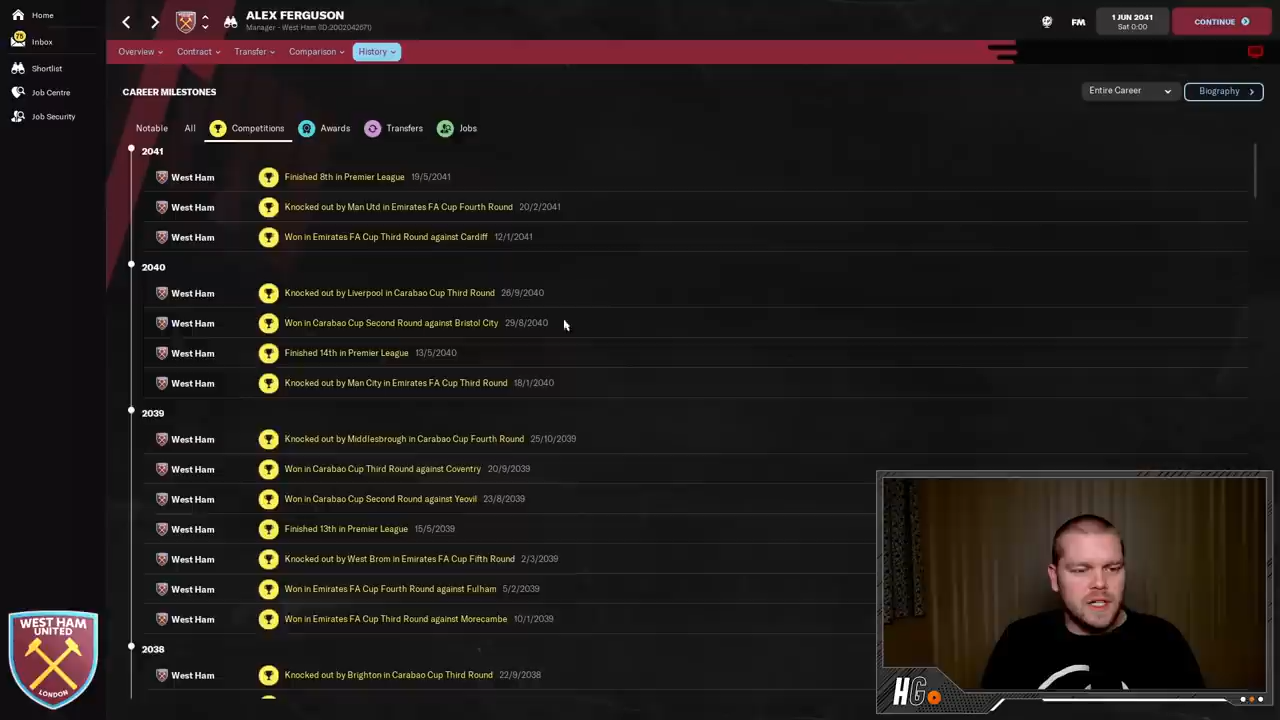 Home
ALEX FERGUSON
Manager - West Ham (ID:2002042671)
FM
1 JUN 2041
Sat 0:00
CONTINUE
75
Inbox
Overview
Contract
Transfer
Comparison
History
Shortlist
Job Centre
Job Security
CAREER MILESTONES
Entire Career
Biography
Notable
All
Competitions
Awards
Transfers
Jobs
2041
West Ham Finished 8th in Premier League 19/5/2041
West Ham Knocked out by Man Utd in Emirates FA Cup Fourth Round 20/2/2041
West Ham Won in Emirates FA Cup Third Round against Cardiff 12/1/2041
2040
West Ham Knocked out by Liverpool in Carabao Cup Third Round 26/9/2040
West Ham Won in Carabao Cup Second Round against Bristol City 29/8/2040
West Ham Finished 14th in Premier League 13/5/2040
West Ham Knocked out by Man City in Emirates FA Cup Third Round 18/1/2040
2039
West Ham Knocked out by Middlesbrough in Carabao Cup Fourth Round 25/10/2039
West Ham Won in Carabao Cup Third Round against Coventry 20/9/2039
West Ham Won in Carabao Cup Second Round against Yeovil 23/8/2039
West Ham Finished 13th in Premier League 15/5/2039
West Ham Knocked out by West Brom in Emirates FA Cup Fifth Round 2/3/2039
West Ham Won in Emirates FA Cup Fourth Round against Fulham 5/2/2039
West Ham Won in Emirates FA Cup Third Round against Morecambe 10/1/2039
2038
West Ham Knocked out by Brighton in Carabao Cup Third Round 22/9/2038
WEST HAM
UNITED
LONDON
HG